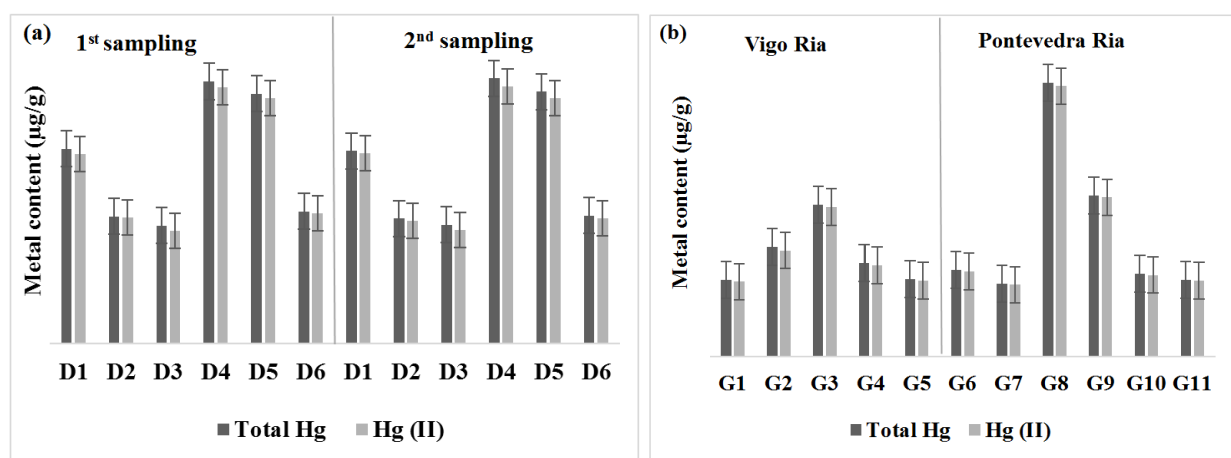 (a)
1st sampling
2nd sampling
Metal content (µg/g)
D1 D2 D3 D4 D5 D6 D1 D2 D3 D4 D5 D6
Total Hg Hg (II)
(b)
Vigo Ria
Pontevedra Ria
Metal content (µg/g)
G1 G2 G3 G4 G5 G6 G7 G8 G9 G10 G11
Total Hg Hg (II)